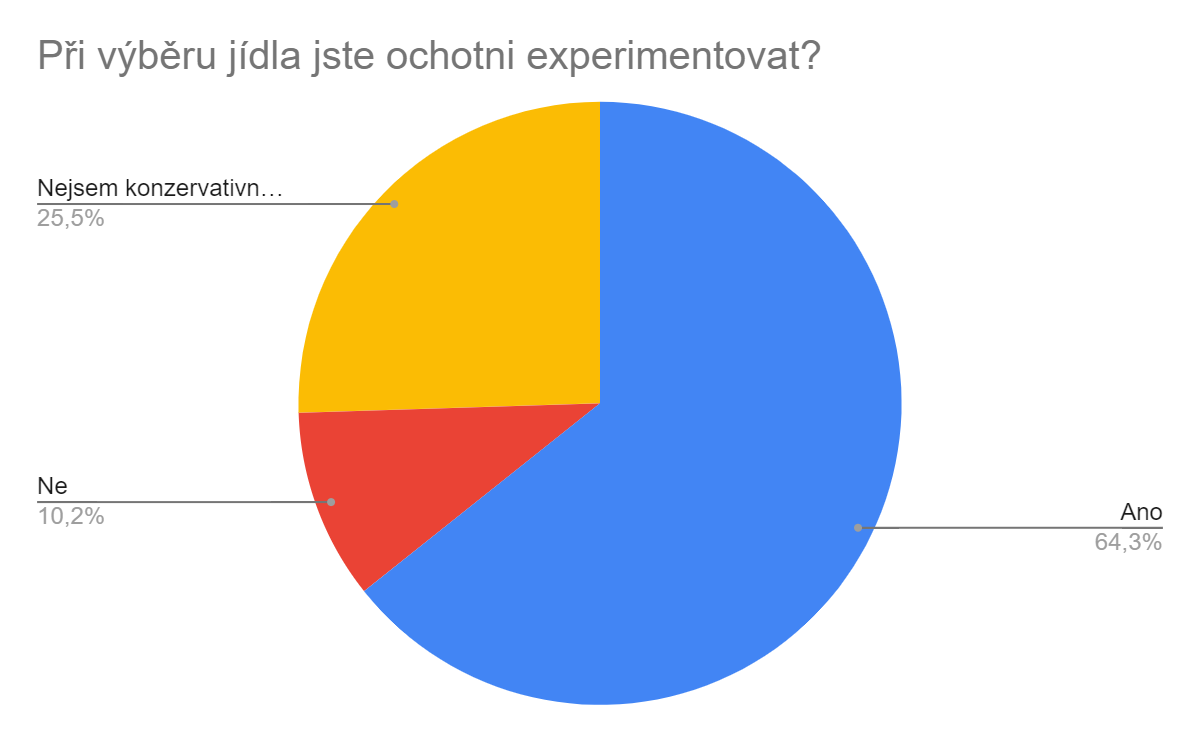 Při výběru jídla jste ochotni experimentovat?
Nejsem konzervativn…
25,5%
Ne
10,2%
Ano
64,3%